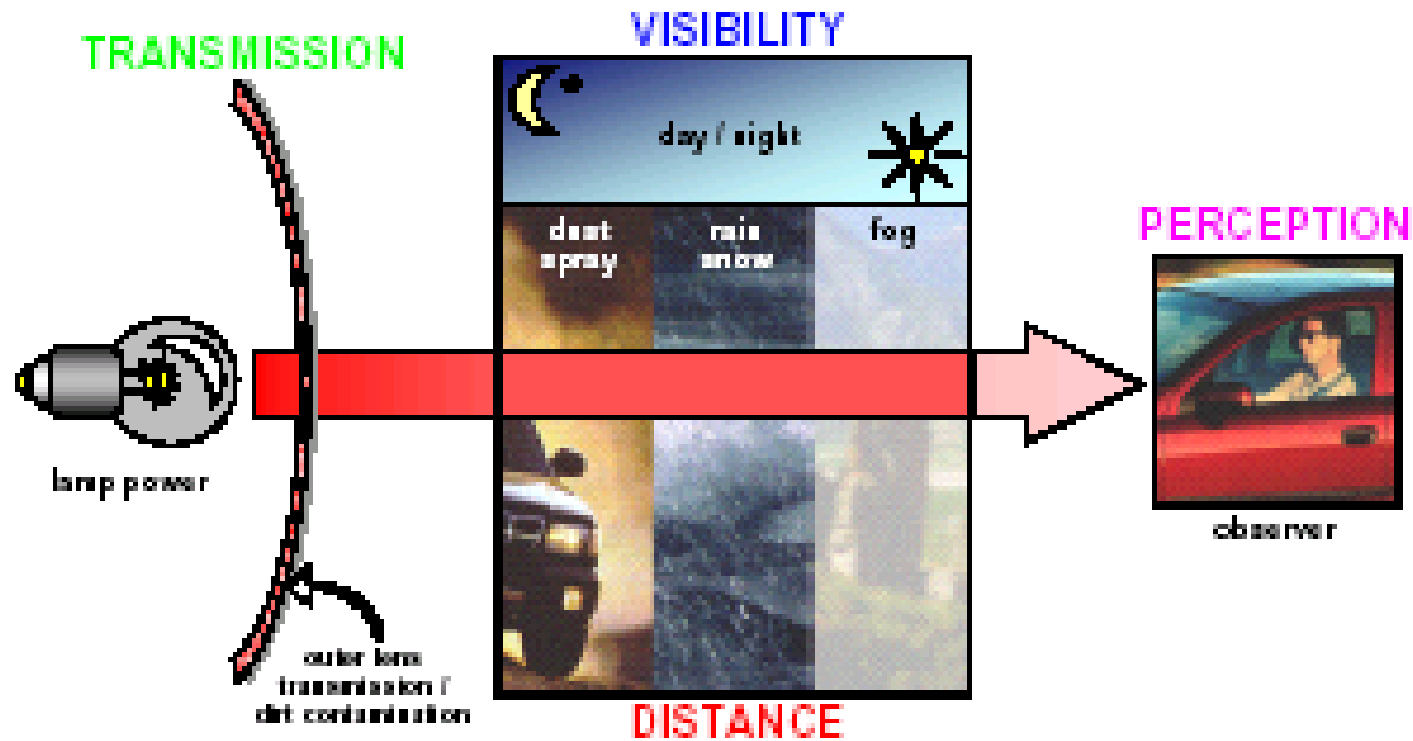 TRANSMISSION
VISIBILITY
day / night
dust
spray
rain
snow
fog
PERCEPTION
lamp power
observer
outer lens
transmission /
dirt contamination
DISTANCE